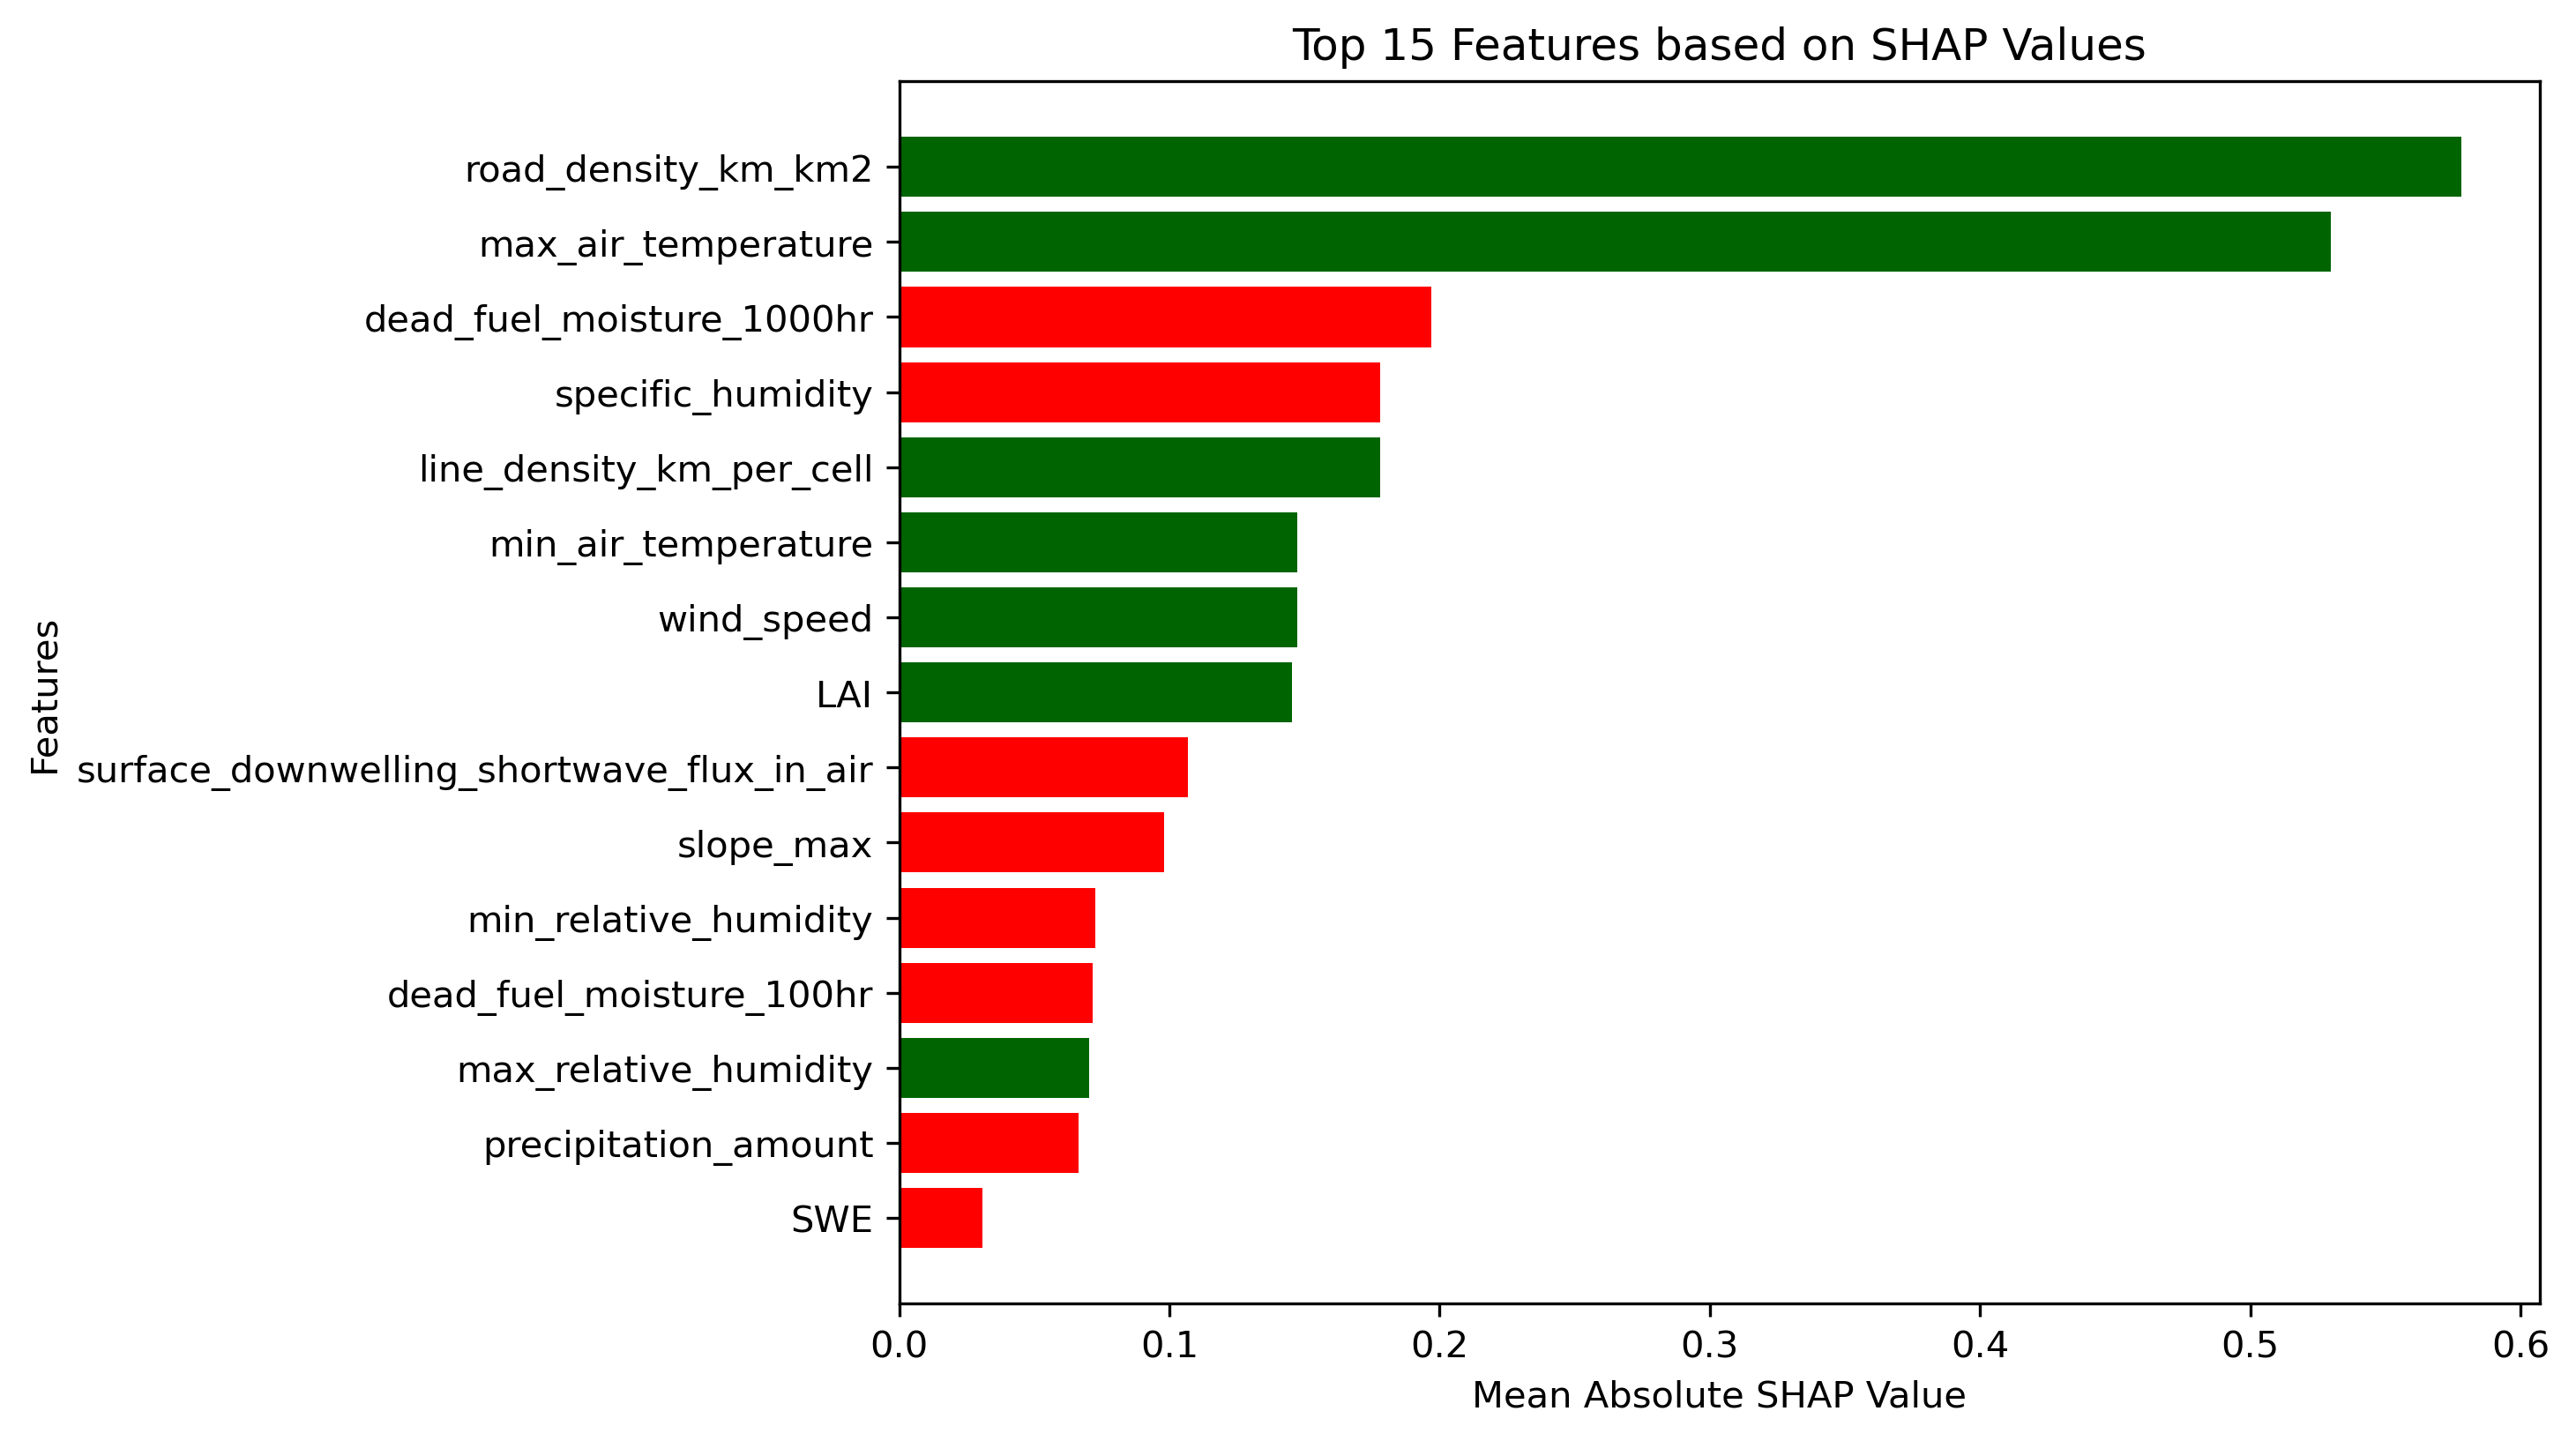 Top 15 Features based on SHAP Values
Features
road_density_km_km2
max_air_temperature
dead_fuel_moisture_1000hr
specific_humidity
line_density_km_per_cell
min_air_temperature
wind_speed
LAI
surface_downwelling_shortwave_flux_in_air
slope_max
min_relative_humidity
dead_fuel_moisture_100hr
max_relative_humidity
precipitation_amount
SWE
0.0 0.1 0.2 0.3 0.4 0.5 0.6
Mean Absolute SHAP Value